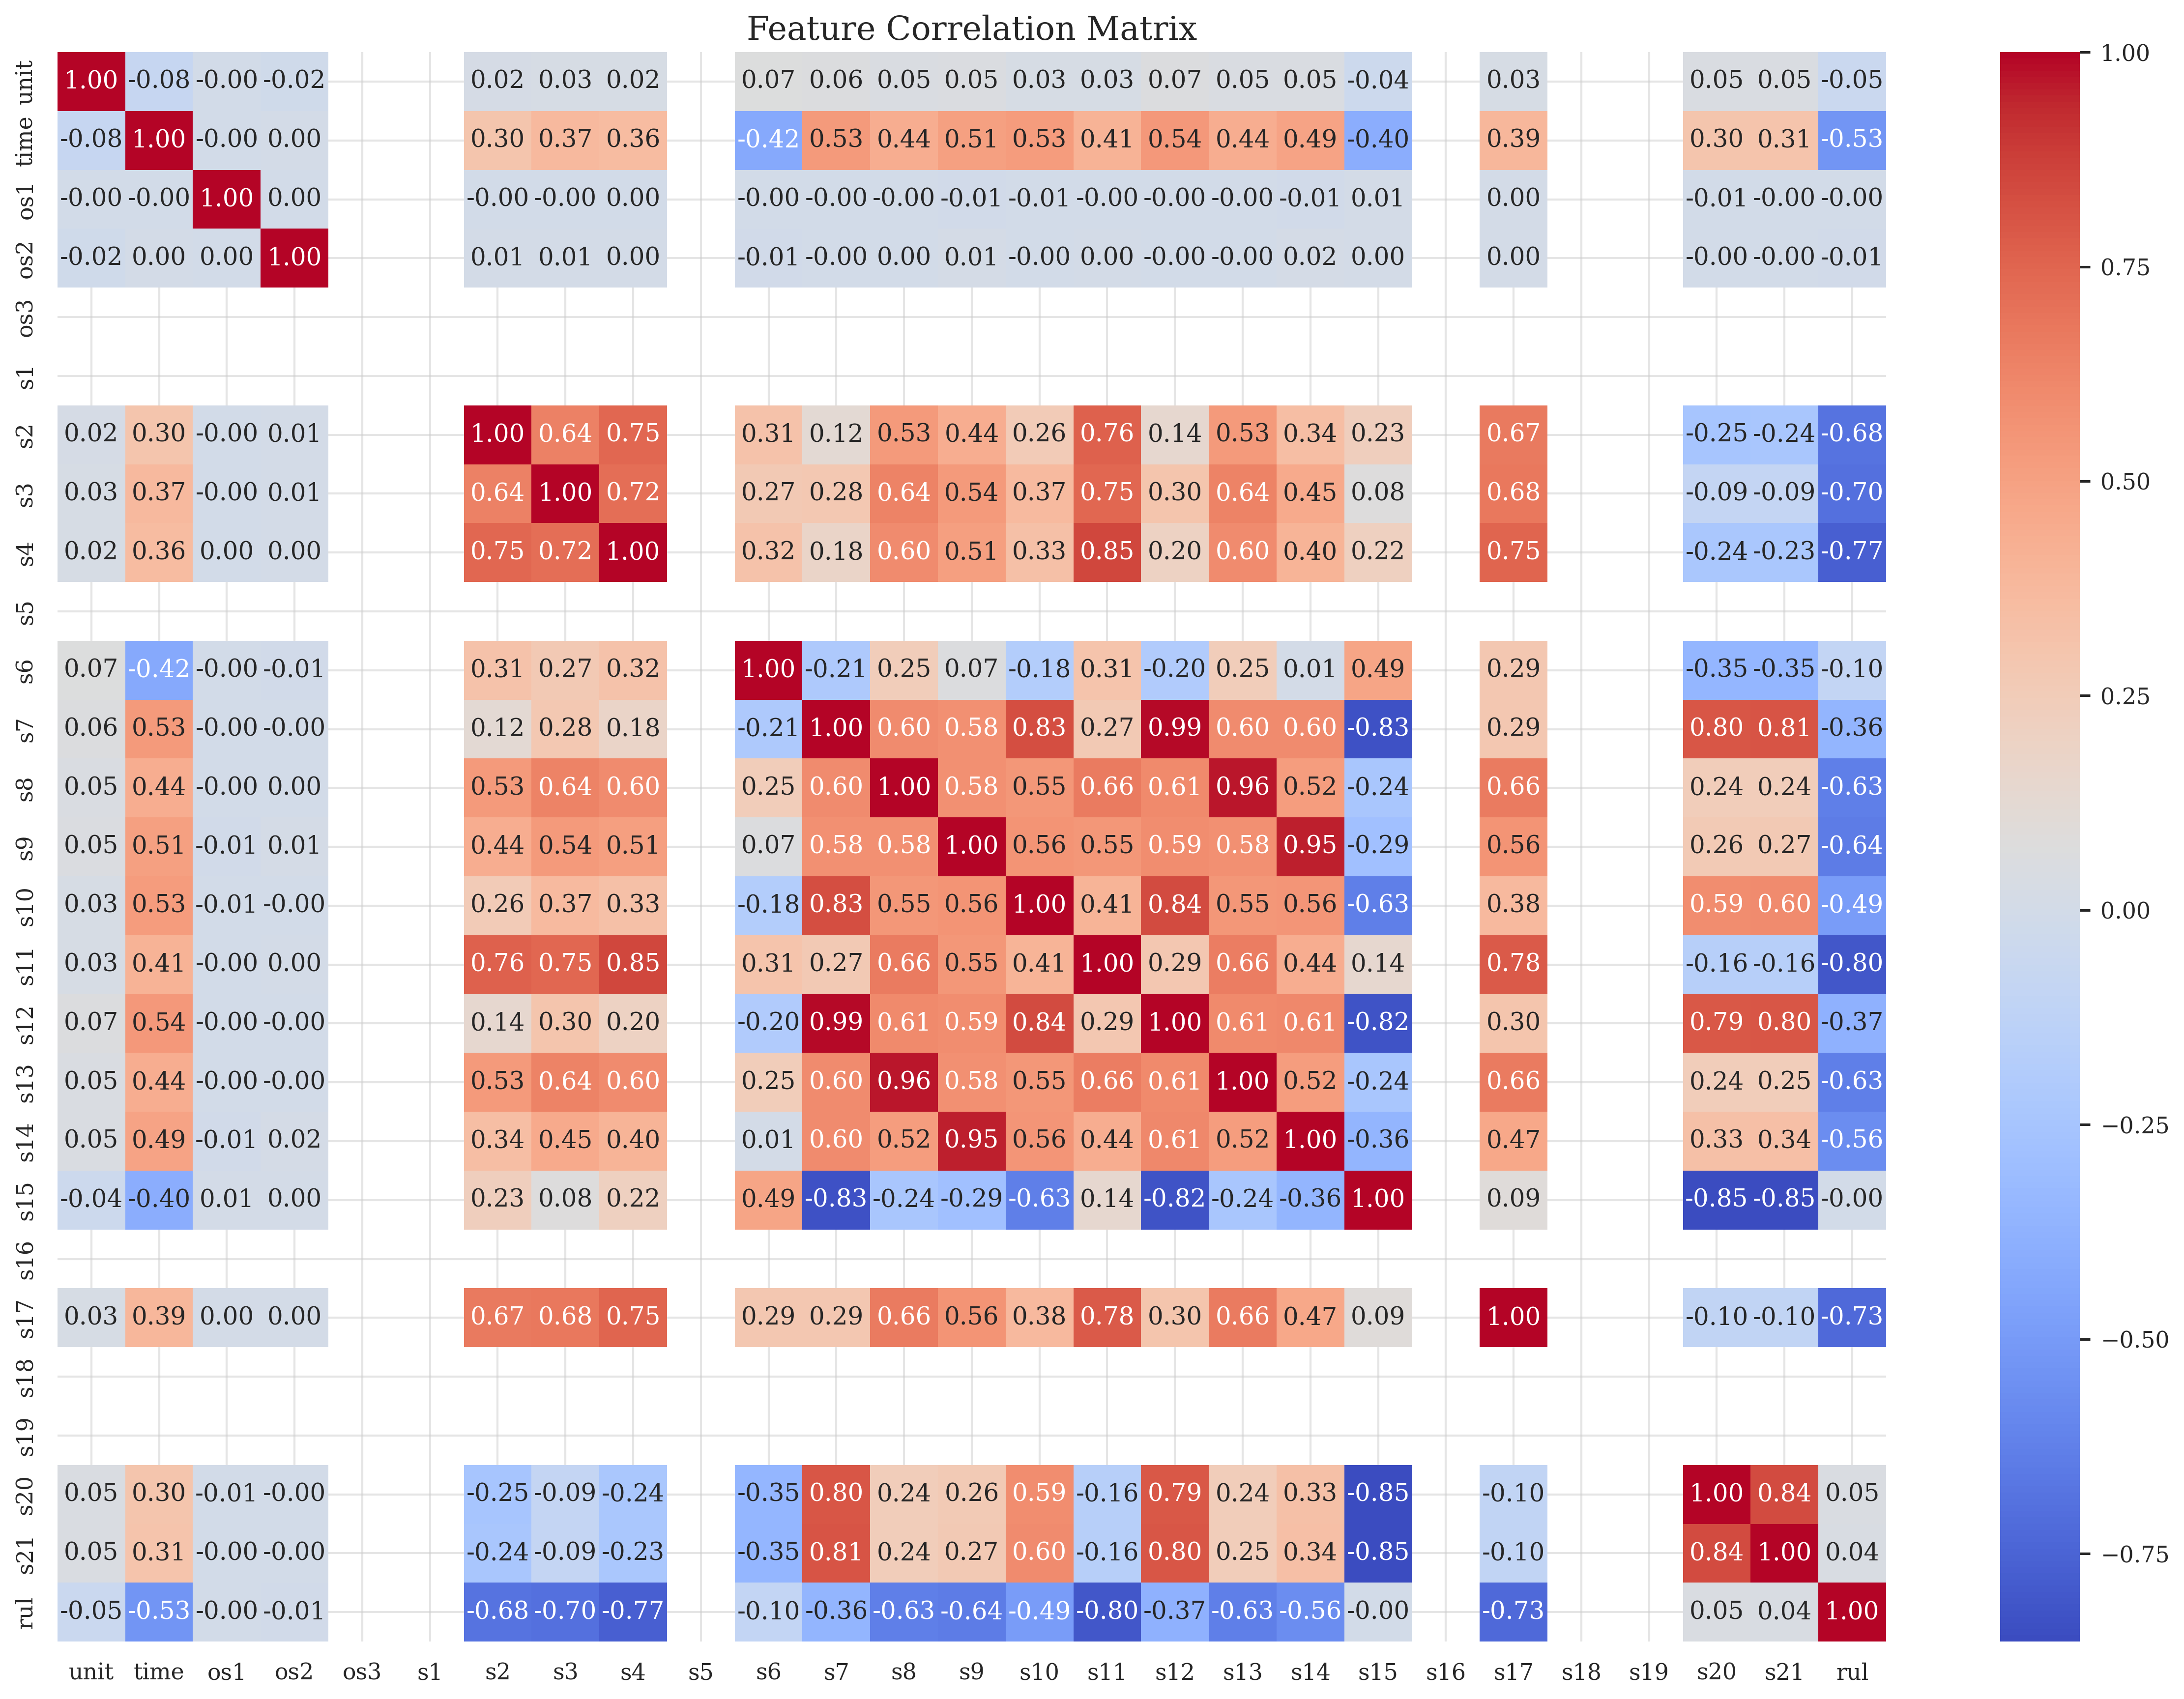 Feature Correlation Matrix
unit 1.00 -0.08 -0.00 -0.02 0.02 0.03 0.02 0.07 0.06 0.05 0.05 0.03 0.03 0.07 0.05 0.05 -0.04 0.03 0.05 0.05 -0.05
time -0.08 1.00 -0.00 0.00 0.30 0.37 0.36 -0.42 0.53 0.44 0.51 0.53 0.41 0.54 0.44 0.49 -0.40 0.39 0.30 0.31 -0.53
os1 -0.00 -0.00 1.00 0.00 -0.00 -0.00 0.00 -0.00 -0.00 -0.00 -0.01 -0.01 -0.00 -0.00 -0.00 -0.01 0.01 0.00 -0.01 -0.00 -0.00
os2 -0.02 0.00 0.00 1.00 0.01 0.01 0.00 -0.01 -0.00 0.00 0.01 -0.00 0.00 -0.00 -0.00 0.02 0.00 0.00 -0.00 -0.00 -0.01
os3
s1
s2 0.02 0.30 -0.00 0.01 1.00 0.64 0.75 0.31 0.12 0.53 0.44 0.26 0.76 0.14 0.53 0.34 0.23 0.67 -0.25 -0.24 -0.68
s3 0.03 0.37 -0.00 0.01 0.64 1.00 0.72 0.27 0.28 0.64 0.54 0.37 0.75 0.30 0.64 0.45 0.08 0.68 -0.09 -0.09 -0.70
s4 0.02 0.36 0.00 0.00 0.75 0.72 1.00 0.32 0.18 0.60 0.51 0.33 0.85 0.20 0.60 0.40 0.22 0.75 -0.24 -0.23 -0.77
s5
s6 0.07 -0.42 -0.00 -0.01 0.31 0.27 0.32 1.00 -0.21 0.25 0.07 -0.18 0.31 -0.20 0.25 0.01 0.49 0.29 -0.35 -0.35 -0.10
s7 0.06 0.53 -0.00 -0.00 0.12 0.28 0.18 -0.21 1.00 0.60 0.58 0.83 0.27 0.99 0.60 0.60 -0.83 0.29 0.80 0.81 -0.36
s8 0.05 0.44 -0.00 0.00 0.53 0.64 0.60 0.25 0.60 1.00 0.58 0.55 0.66 0.61 0.96 0.52 -0.24 0.66 0.24 0.24 -0.63
s9 0.05 0.51 -0.01 0.01 0.44 0.54 0.51 0.07 0.58 0.58 1.00 0.56 0.55 0.59 0.58 0.95 -0.29 0.56 0.26 0.27 -0.64
s10 0.03 0.53 -0.01 -0.00 0.26 0.37 0.33 -0.18 0.83 0.55 0.56 1.00 0.41 0.84 0.55 0.56 -0.63 0.38 0.59 0.60 -0.49
s11 0.03 0.41 -0.00 0.00 0.76 0.75 0.85 0.31 0.27 0.66 0.55 0.41 1.00 0.29 0.66 0.44 0.14 0.78 -0.16 -0.16 -0.80
s12 0.07 0.54 -0.00 -0.00 0.14 0.30 0.20 -0.20 0.99 0.61 0.59 0.84 0.29 1.00 0.61 0.61 -0.82 0.30 0.79 0.80 -0.37
s13 0.05 0.44 -0.00 -0.00 0.53 0.64 0.60 0.25 0.60 0.96 0.58 0.55 0.66 0.61 1.00 0.52 -0.24 0.66 0.24 0.25 -0.63
s14 0.05 0.49 -0.01 0.02 0.34 0.45 0.40 0.01 0.60 0.52 0.95 0.56 0.44 0.61 0.52 1.00 -0.36 0.47 0.33 0.34 -0.56
s15 -0.04 -0.40 0.01 0.00 0.23 0.08 0.22 0.49 -0.83 -0.24 -0.29 -0.63 0.14 -0.82 -0.24 -0.36 1.00 0.09 -0.85 -0.85 -0.00
s16
s17 0.03 0.39 0.00 0.00 0.67 0.68 0.75 0.29 0.29 0.66 0.56 0.38 0.78 0.30 0.66 0.47 0.09 1.00 -0.10 -0.10 -0.73
s18
s19
s20 0.05 0.30 -0.01 -0.00 -0.25 -0.09 -0.24 -0.35 0.80 0.24 0.26 0.59 -0.16 0.79 0.24 0.33 -0.85 -0.10 1.00 0.84 0.05
s21 0.05 0.31 -0.00 -0.00 -0.24 -0.09 -0.23 -0.35 0.81 0.24 0.27 0.60 -0.16 0.80 0.25 0.34 -0.85 -0.10 0.84 1.00 0.04
rul -0.05 -0.53 -0.00 -0.01 -0.68 -0.70 -0.77 -0.10 -0.36 -0.63 -0.64 -0.49 -0.80 -0.37 -0.63 -0.56 -0.00 -0.73 0.05 0.04 1.00
unit time os1 os2 os3 s1 s2 s3 s4 s5 s6 s7 s8 s9 s10 s11 s12 s13 s14 s15 s16 s17 s18 s19 s20 s21 rul
1.00
0.75
0.50
0.25
0.00
−0.25
−0.50
−0.75